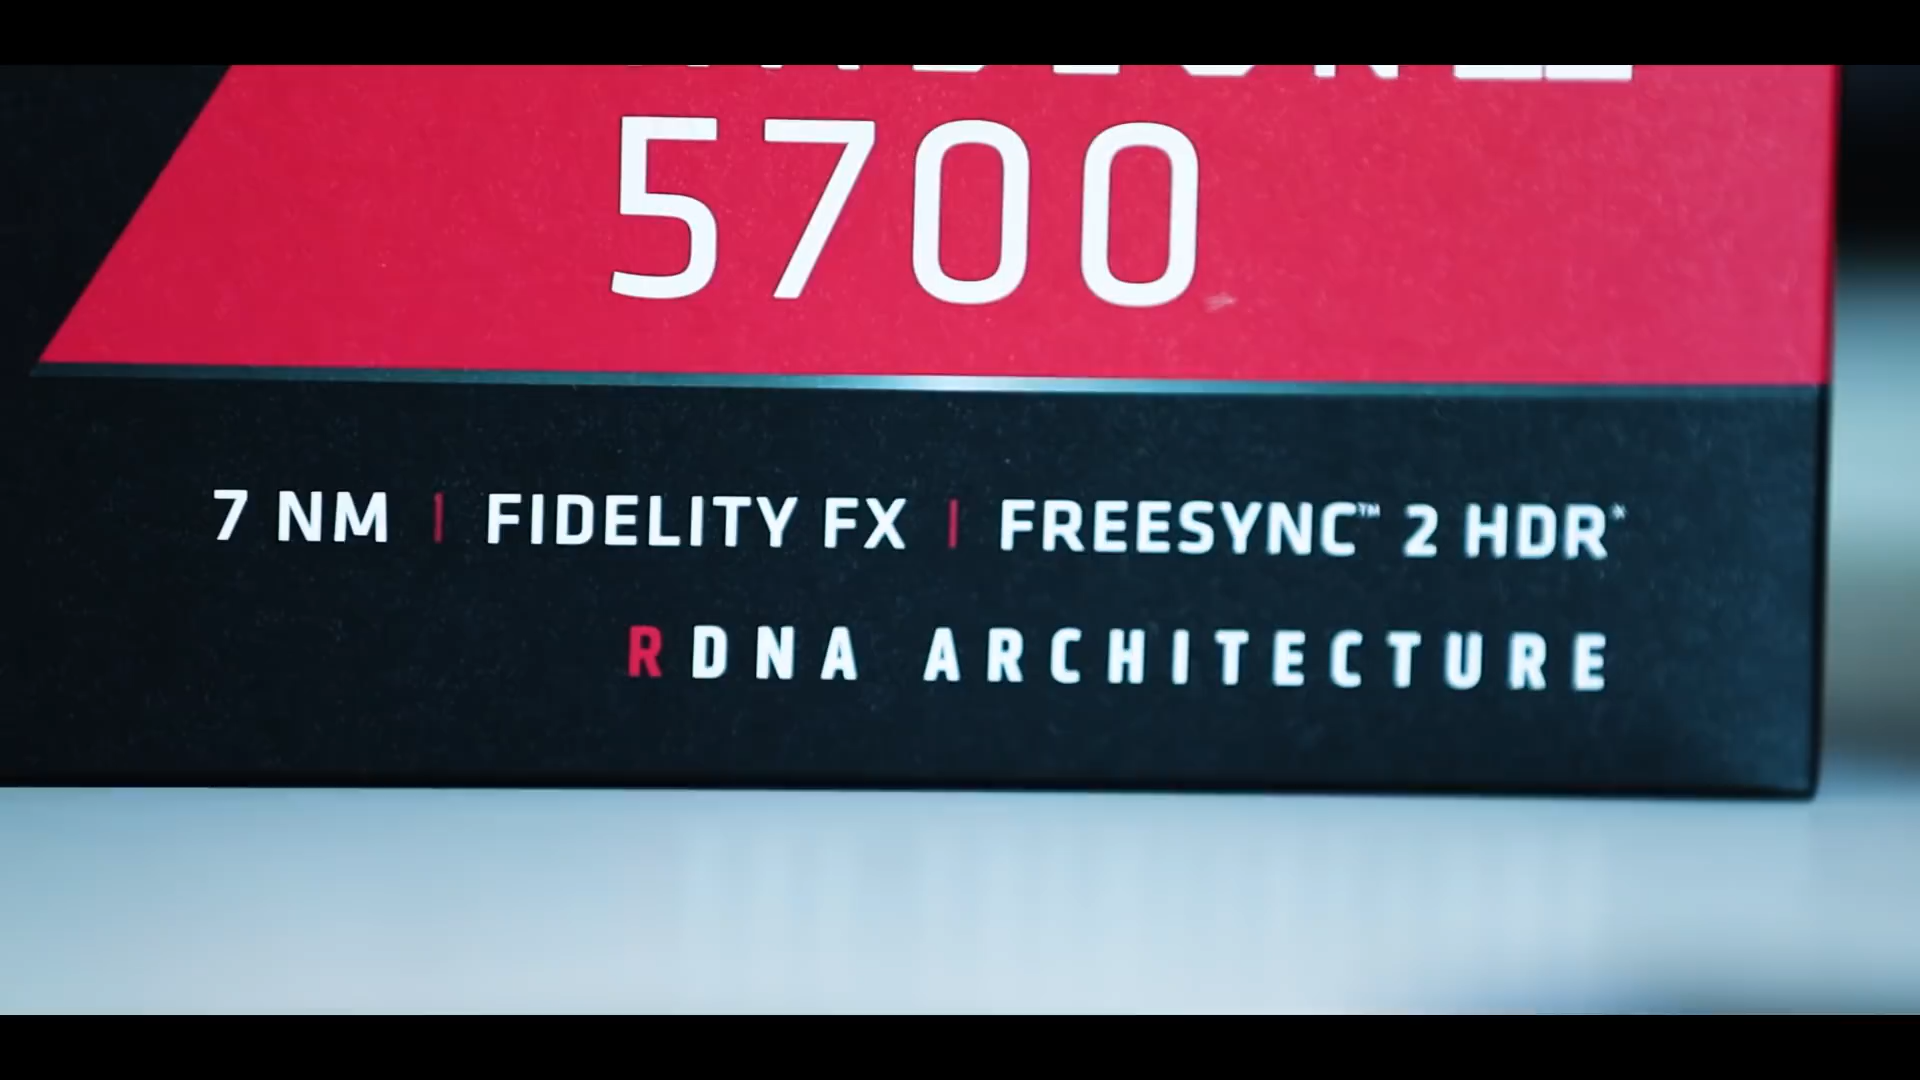 5700
7 NM | FIDELITY FX | FREESYNC™ 2 HDR*
RDNA ARCHITECTURE